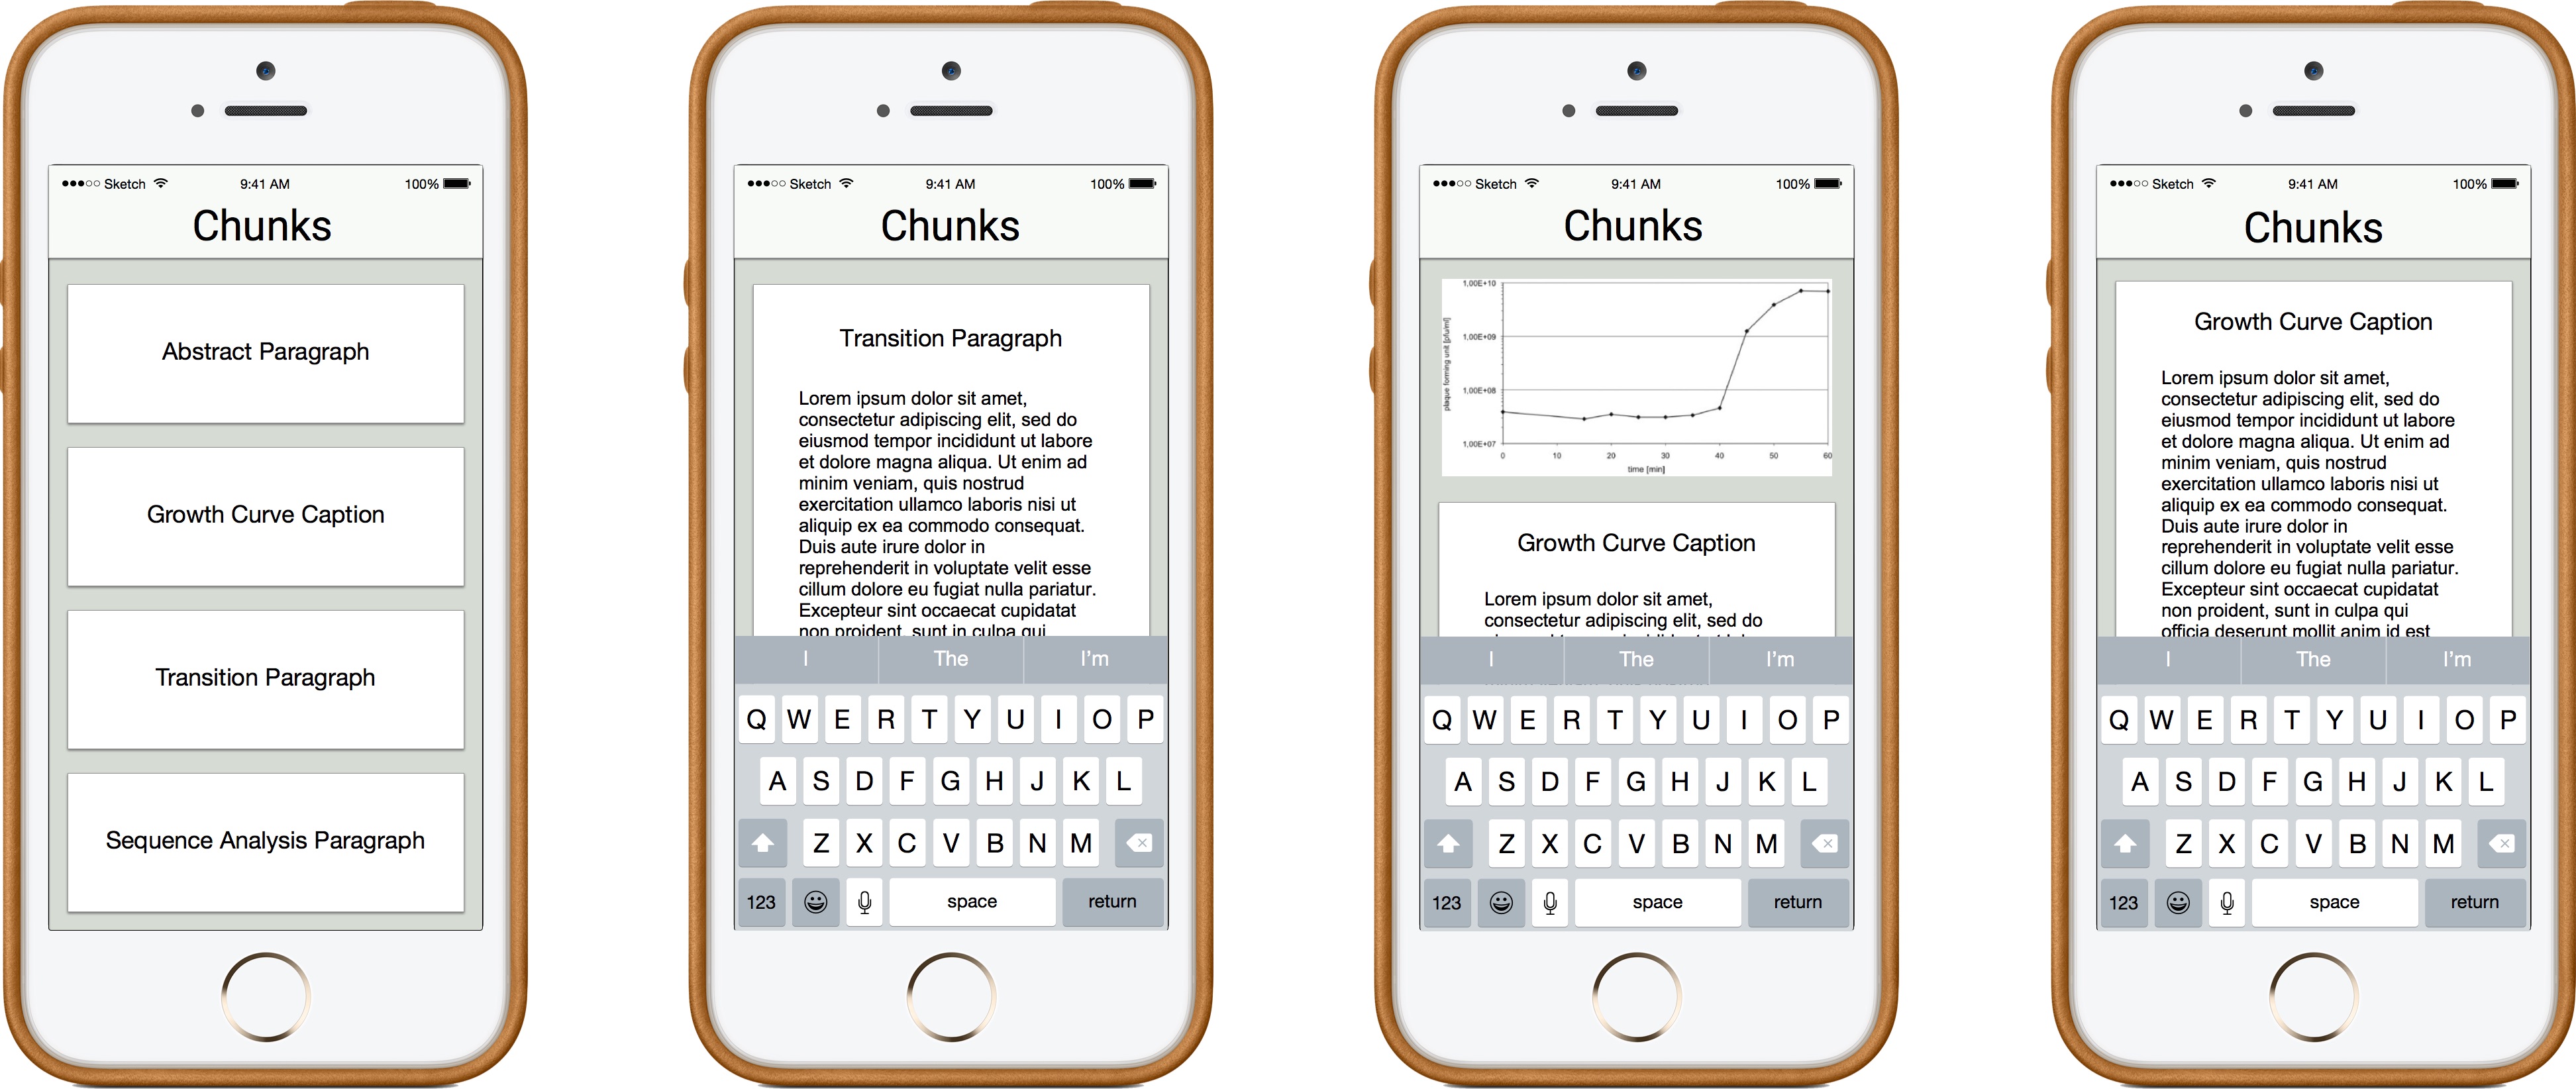 Sketch 9:41 AM 100%
Chunks
Abstract Paragraph
Growth Curve Caption
Transition Paragraph
Sequence Analysis Paragraph
Sketch 9:41 AM 100%
Chunks
Transition Paragraph
Lorem ipsum dolor sit amet,
consectetur adipiscing elit, sed do
eiusmod tempor incididunt ut labore
et dolore magna aliqua. Ut enim ad
minim veniam, quis nostrud
exercitation ullamco laboris nisi ut
aliquip ex ea commodo consequat.
Duis aute irure dolor in
reprehenderit in voluptate velit esse
cillum dolore eu fugiat nulla pariatur.
Excepteur sint occaecat cupidatat
non proident, sunt in culpa qui
I The I'm
Q W E R T Y U I O P
A S D F G H J K L
Z X C V B N M
123 space return
Sketch 9:41 AM 100%
Chunks
plaque forming unit [pfu/ml]
1,00E+10
1,00E+09
1,00E+08
1,00E+07
0 10 20 30 40 50 60
time [min]
Growth Curve Caption
Lorem ipsum dolor sit amet,
consectetur adipiscing elit, sed do
I The I'm
Q W E R T Y U I O P
A S D F G H J K L
Z X C V B N M
123 space return
Sketch 9:41 AM 100%
Chunks
Growth Curve Caption
Lorem ipsum dolor sit amet,
consectetur adipiscing elit, sed do
eiusmod tempor incididunt ut labore
et dolore magna aliqua. Ut enim ad
minim veniam, quis nostrud
exercitation ullamco laboris nisi ut
aliquip ex ea commodo consequat.
Duis aute irure dolor in
reprehenderit in voluptate velit esse
cillum dolore eu fugiat nulla pariatur.
Excepteur sint occaecat cupidatat
non proident, sunt in culpa qui
officia deserunt mollit anim id est
I The I'm
Q W E R T Y U I O P
A S D F G H J K L
Z X C V B N M
123 space return